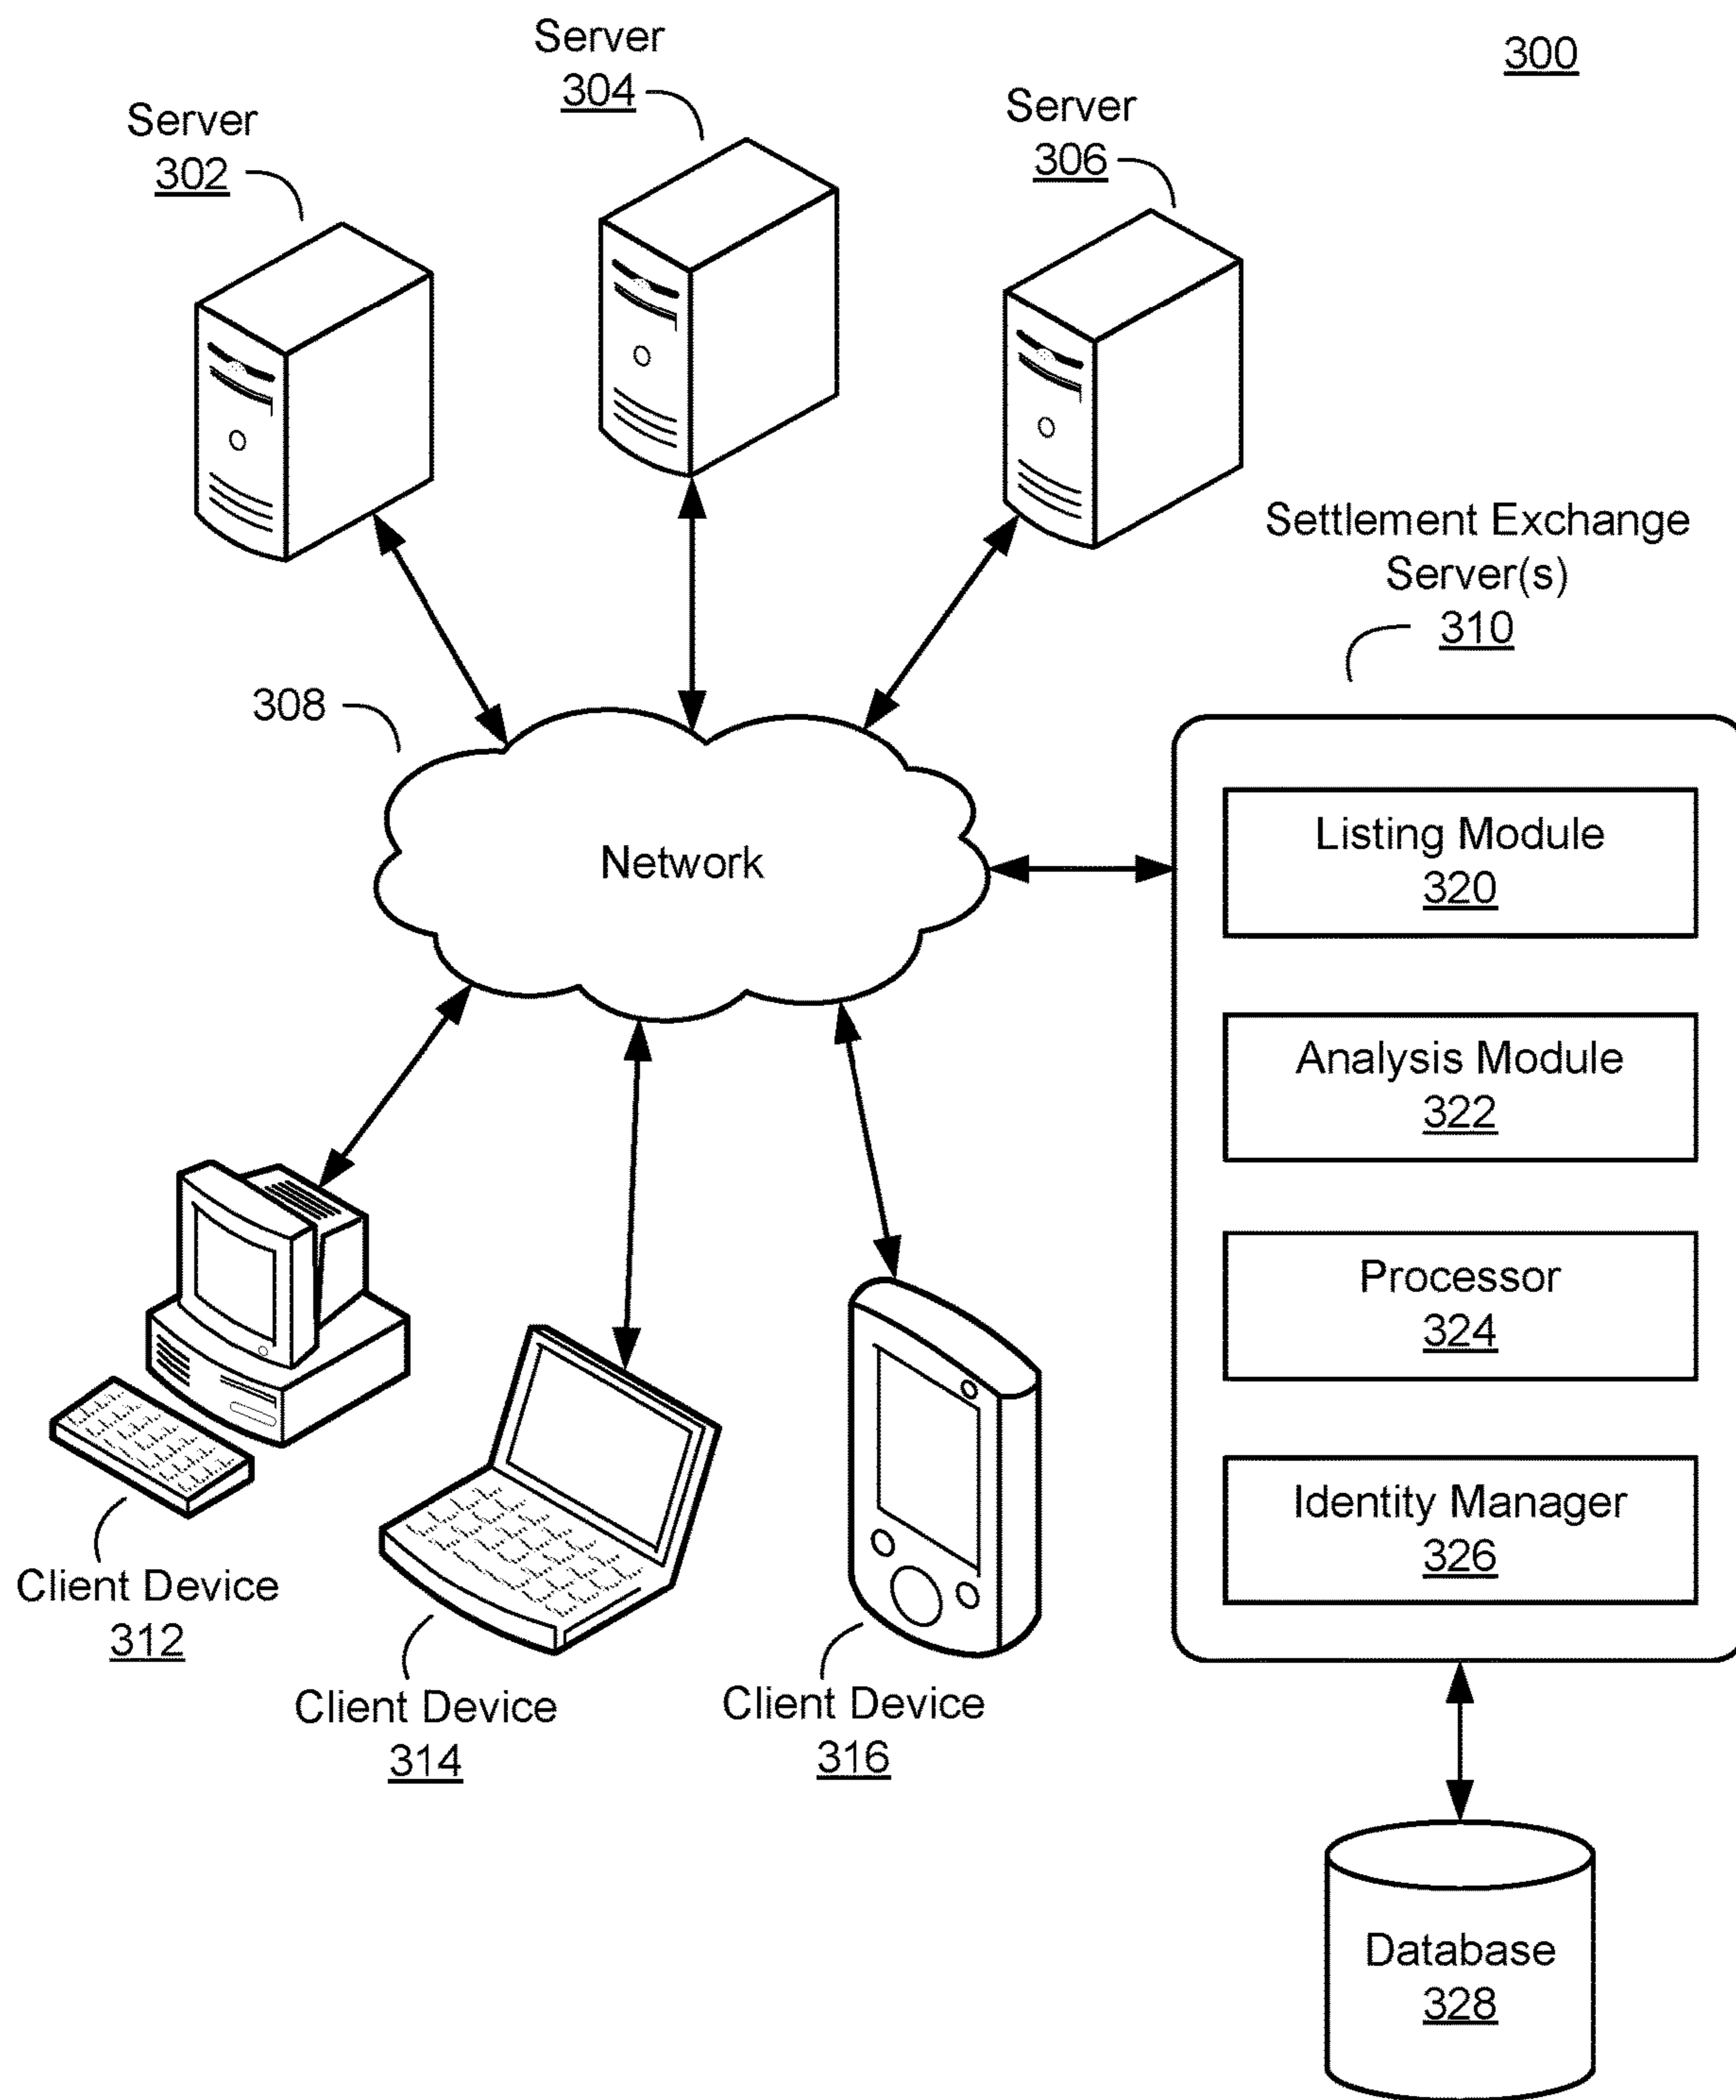 300
Server
304
Server
302
Server
306
Settlement Exchange
Server(s)
310
308
Network
Listing Module
320
Analysis Module
322
Processor
324
Identity Manager
326
Client Device
312
Client Device
314
Client Device
316
Database
328